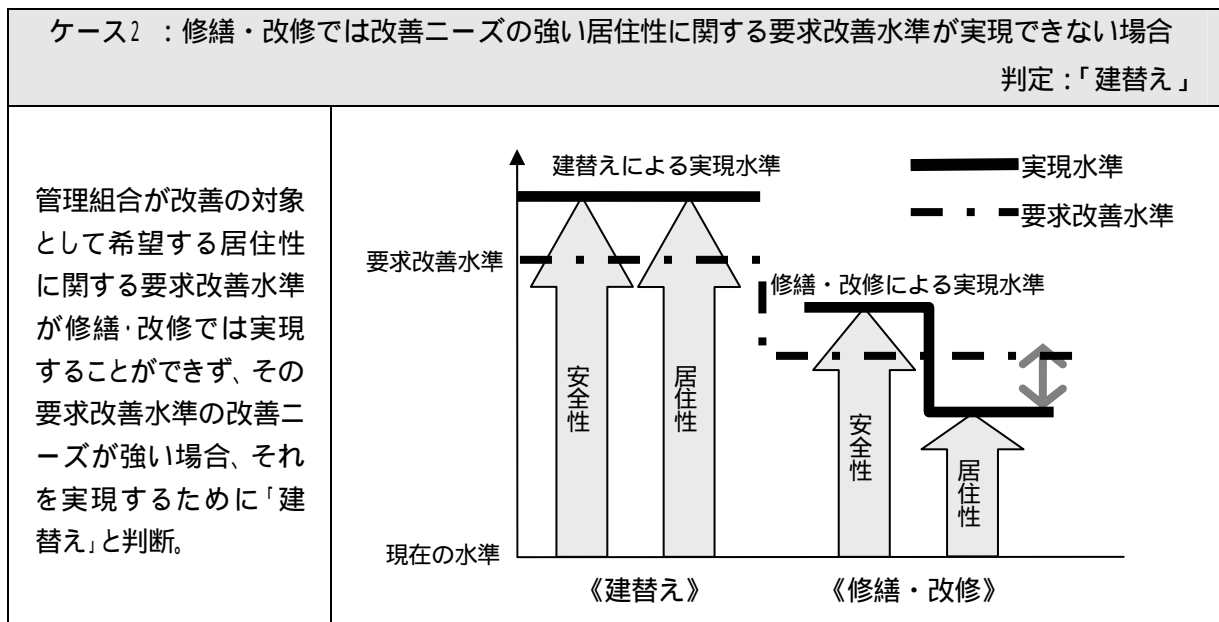 ケース2 ：修繕・改修では改善ニーズの強い居住性に関する要求改善水準が実現できない場合
判定：「建替え」
管理組合が改善の対象
として希望する居住性
に関する要求改善水準
が修繕・改修では実現
することができず、その
要求改善水準の改善ニ
ーズが強い場合、それ
を実現するために「建
替え」と判断。
建替えによる実現水準
実現水準
要求改善水準
要求改善水準
修繕・改修による実現水準
安全性
居住性
安全性
居住性
現在の水準
《建替え》
《修繕・改修》